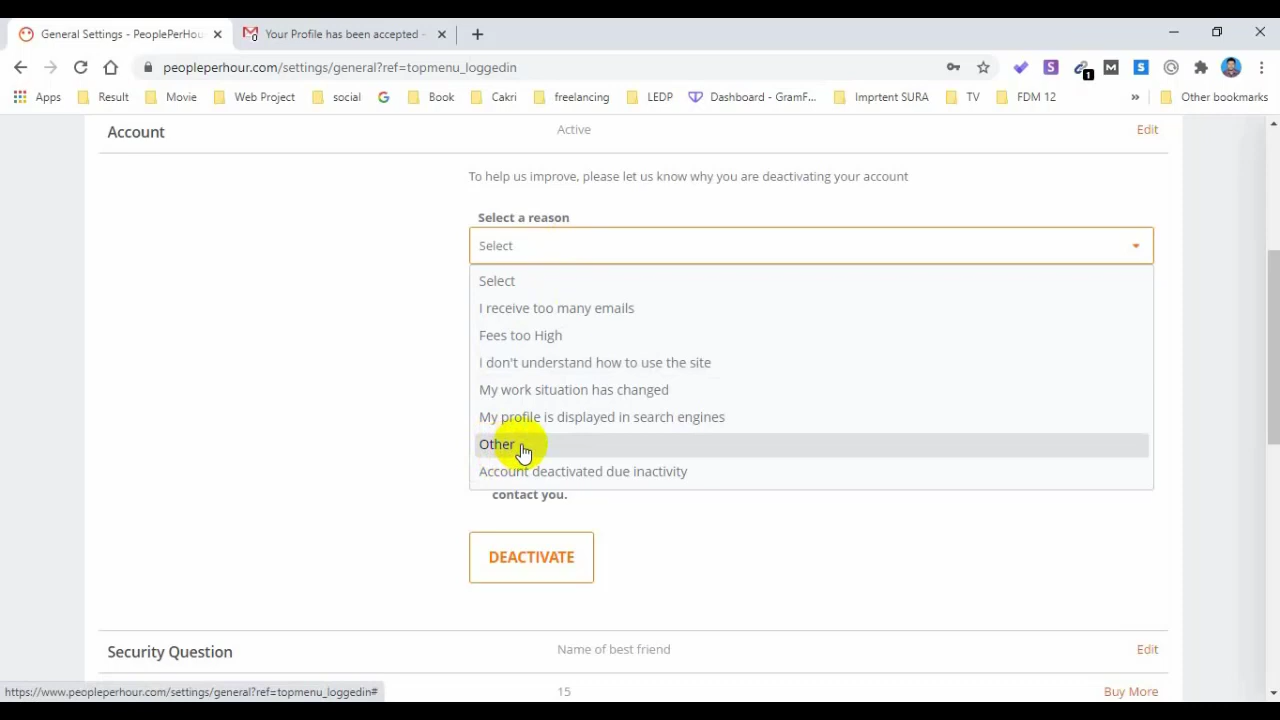 General Settings - PeoplePerHou
Your Profile has been accepted -
peopleperhour.com/settings/general?ref=topmenu_loggedin
1
Apps
Result
Movie
Web Project
social
Book
Cakri
freelancing
LEDP
Dashboard - GramF...
Imprtent SURA
TV
FDM 12
»
Other bookmarks
Account
Active
Edit
To help us improve, please let us know why you are deactivating your account
Select a reason
Select
Select
I receive too many emails
Fees too High
I don't understand how to use the site
My work situation has changed
My profile is displayed in search engines
Other
Account deactivated due inactivity
contact you.
DEACTIVATE
Security Question
Name of best friend
Edit
https://www.peopleperhour.com/settings/general?ref=topmenu_loggedin#
15
Buy More